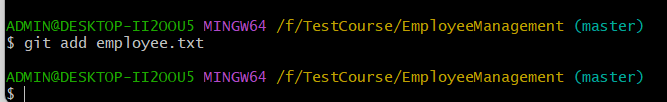 ADMIN@DESKTOP-II2OOU5 MINGW64 /f/TestCourse/EmployeeManagement (master)
$ git add employee.txt
ADMIN@DESKTOP-II2OOU5 MINGW64 /f/TestCourse/EmployeeManagement (master)
$